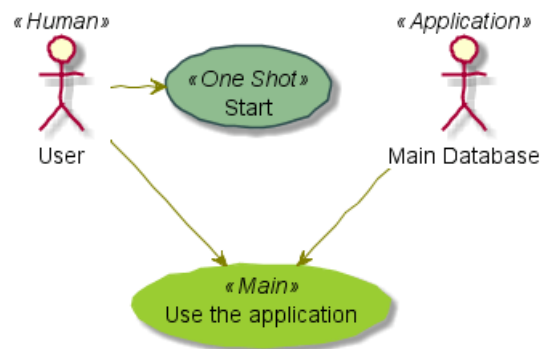 «Human»
«Application»
«One Shot»
Start
User
Main Database
«Main»
Use the application